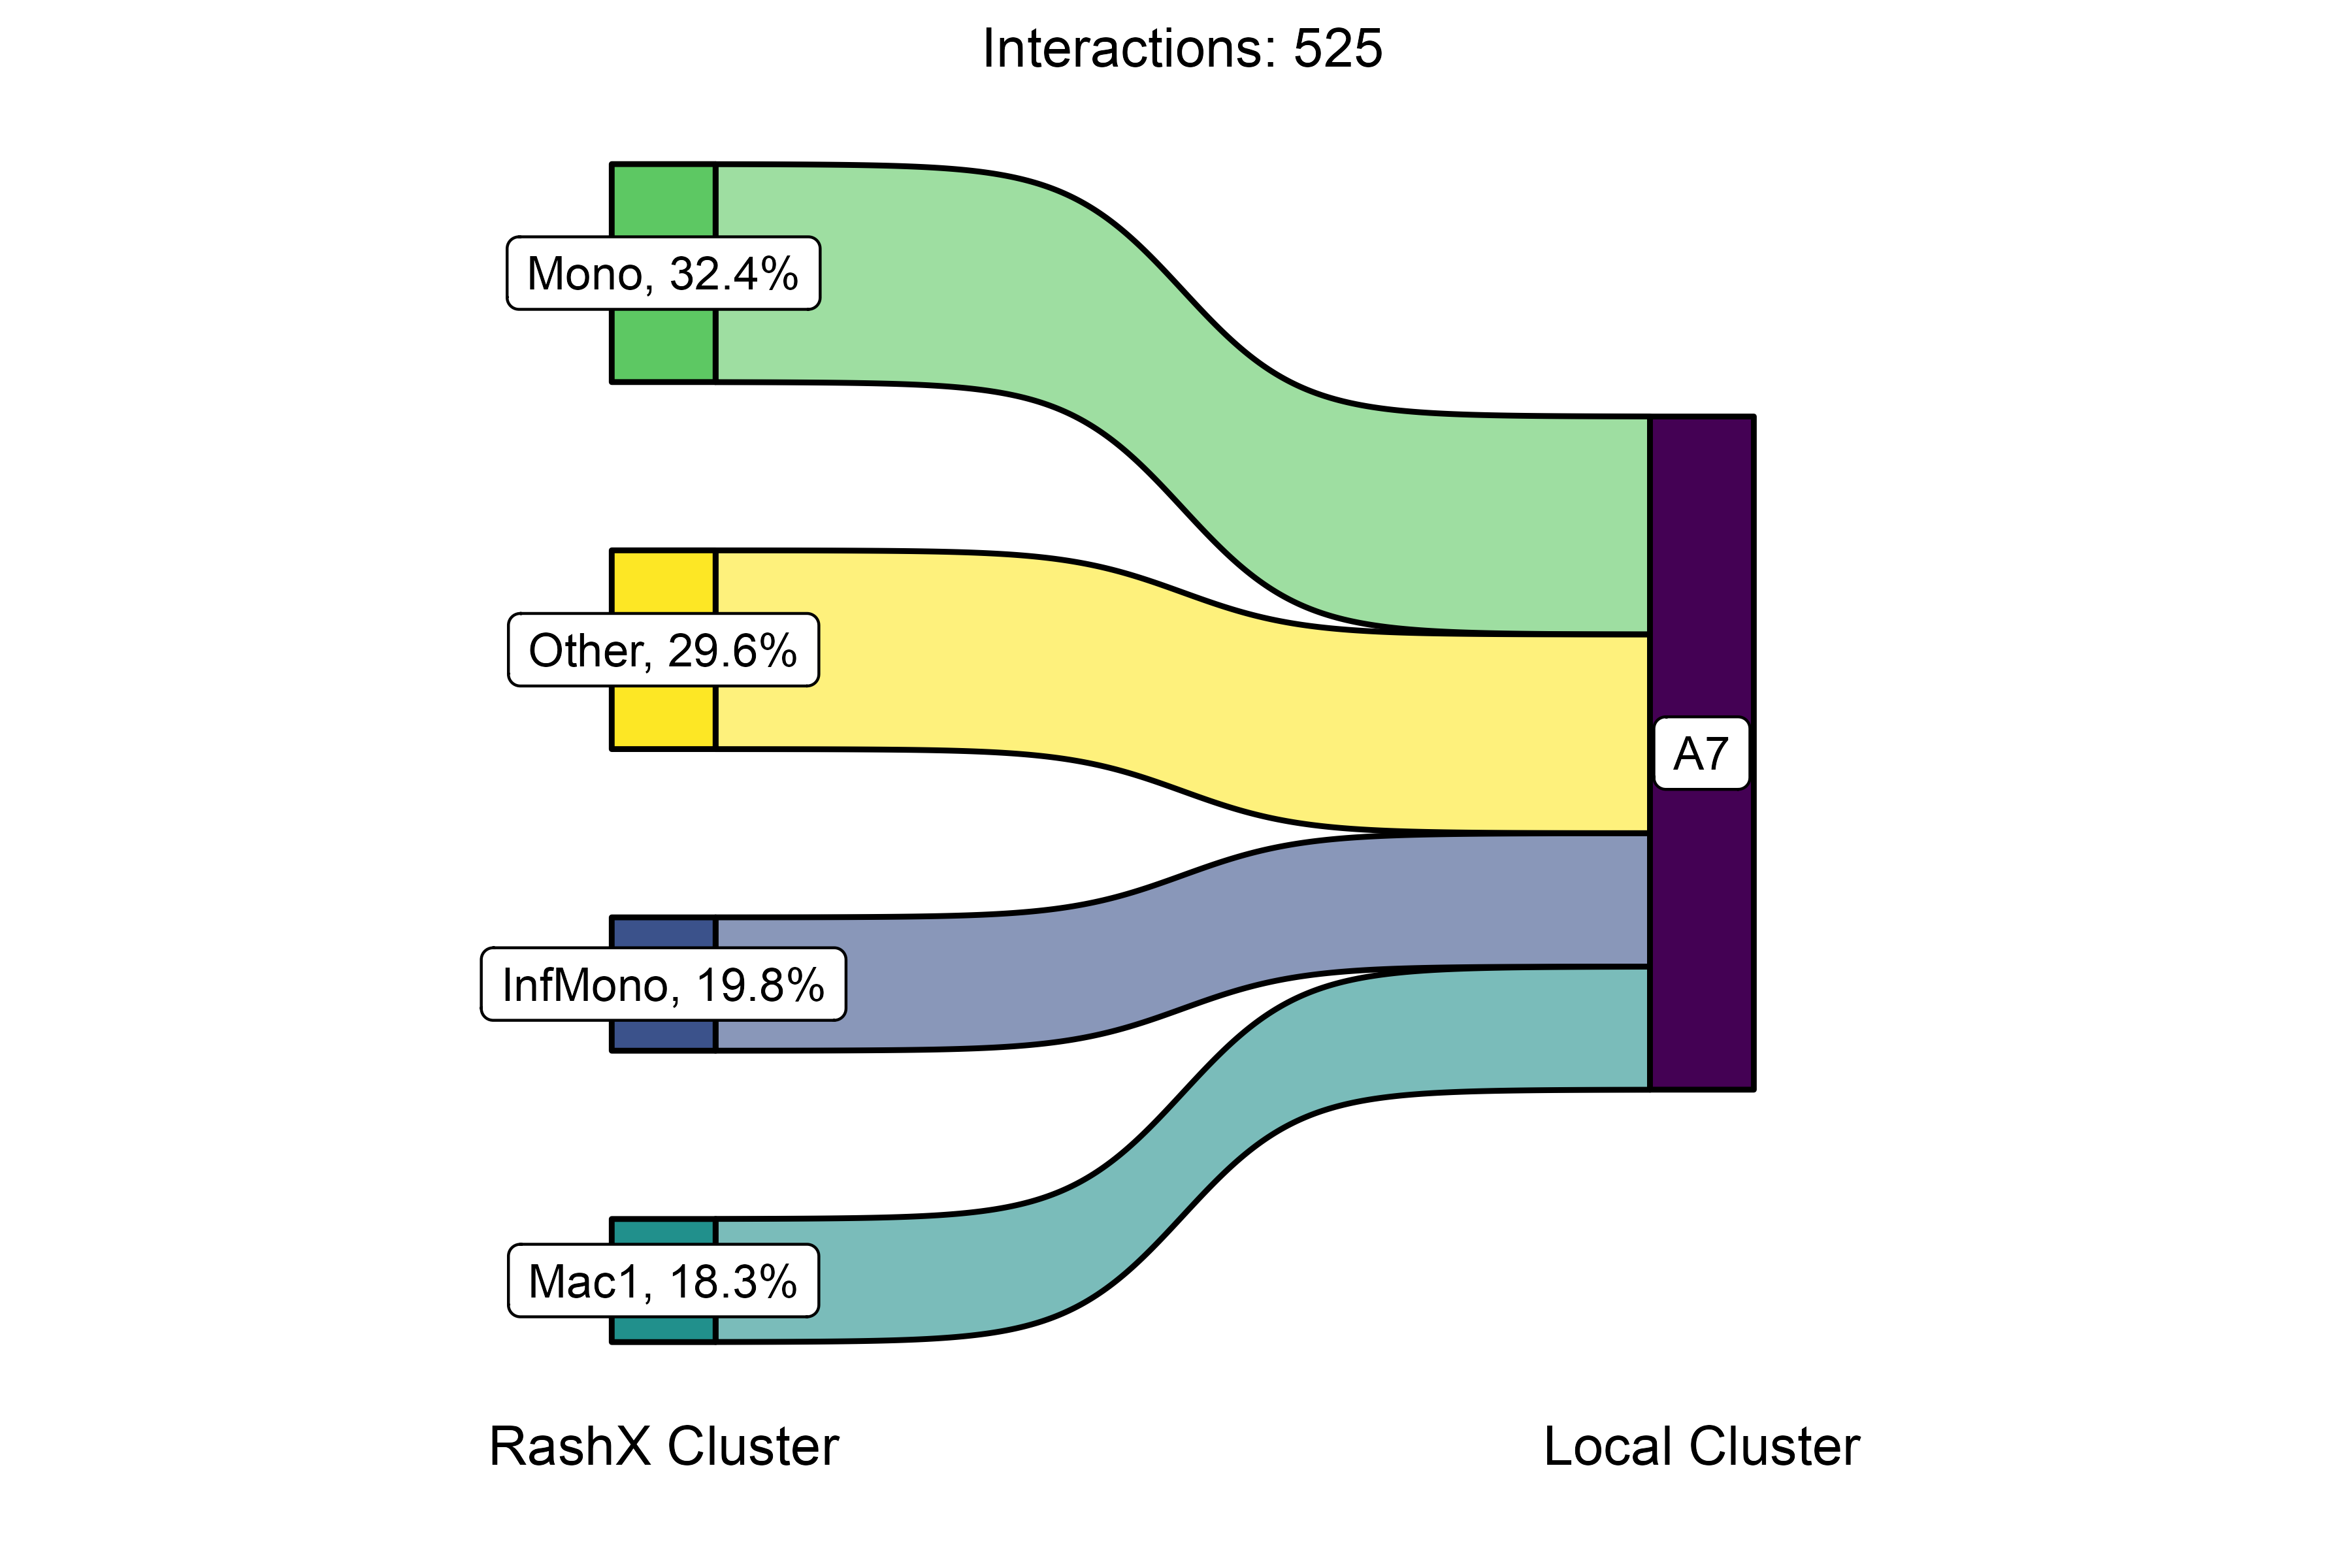 Interactions: 525
Mono, 32.4%
Other, 29.6%
A7
InfMono, 19.8%
Mac1, 18.3%
RashX Cluster
Local Cluster